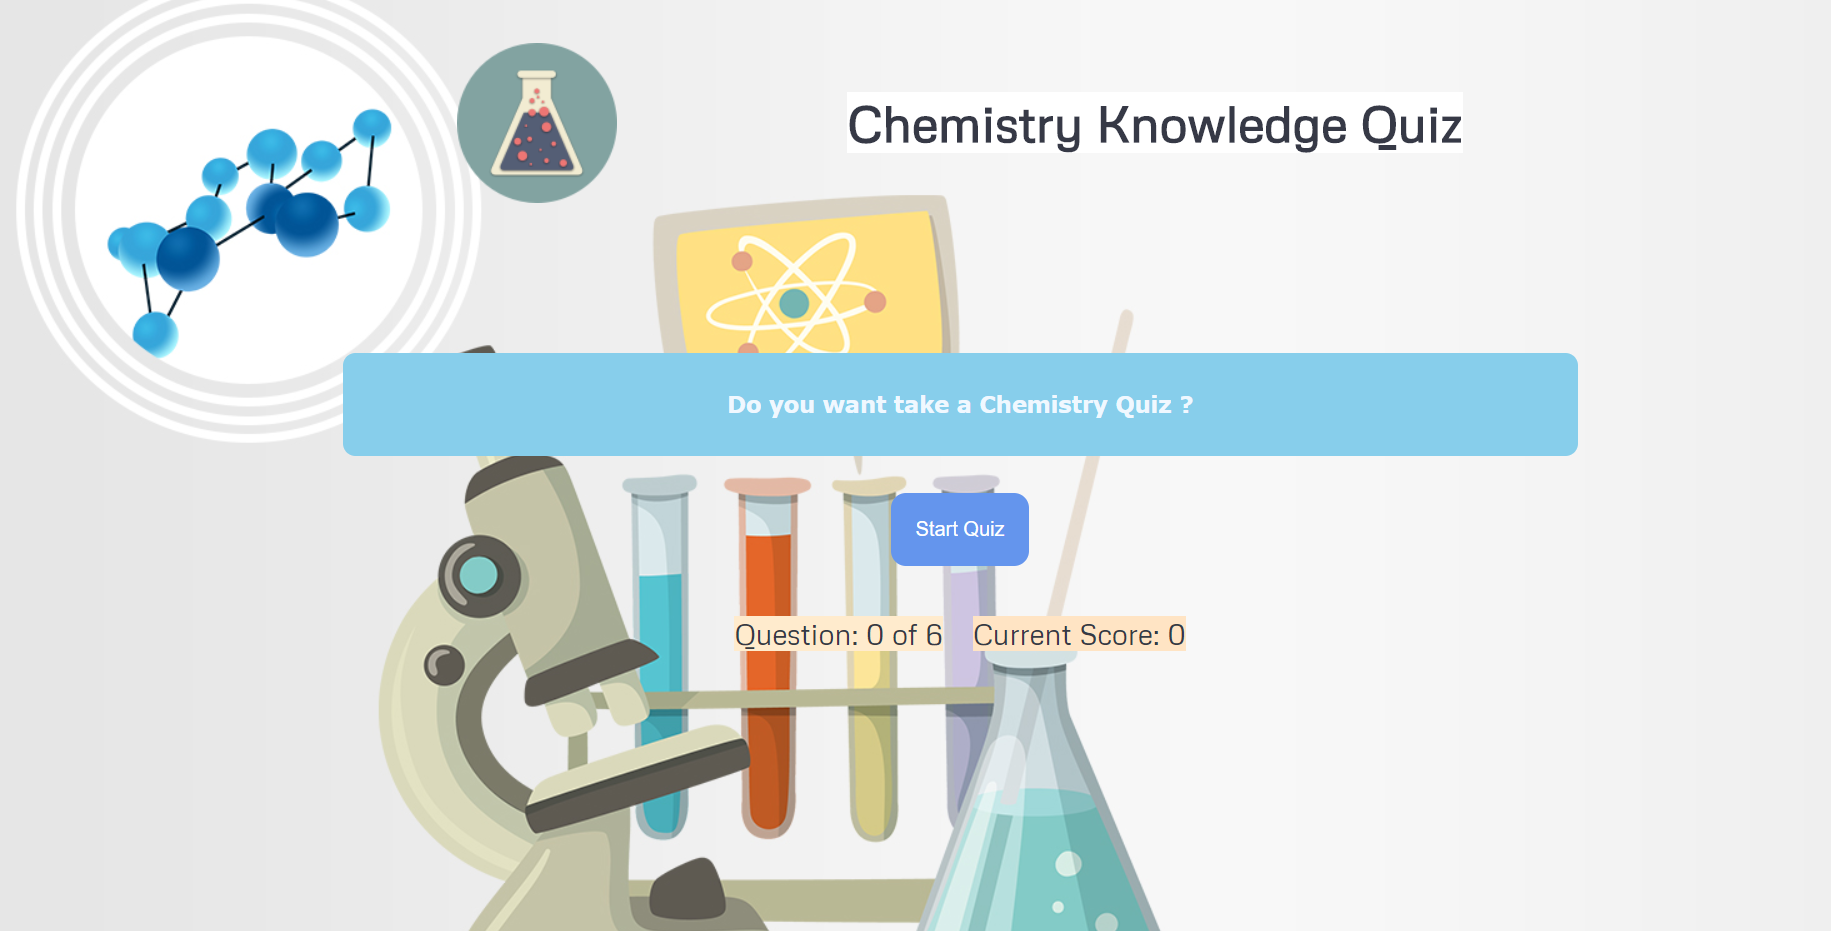 Chemistry Knowledge Quiz
Do you want take a Chemistry Quiz ?
Start Quiz
Question: 0 of 6 Current Score: 0